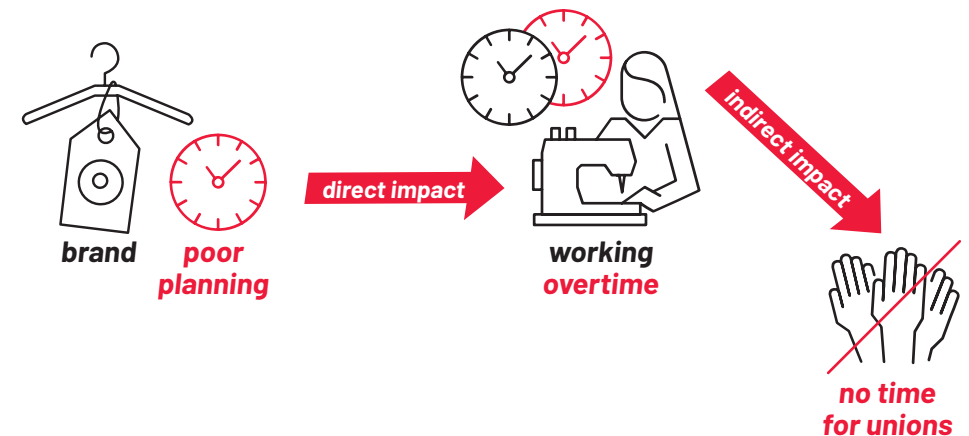 brand
poor
planning
direct impact
working
overtime
indirect impact
no time
for unions